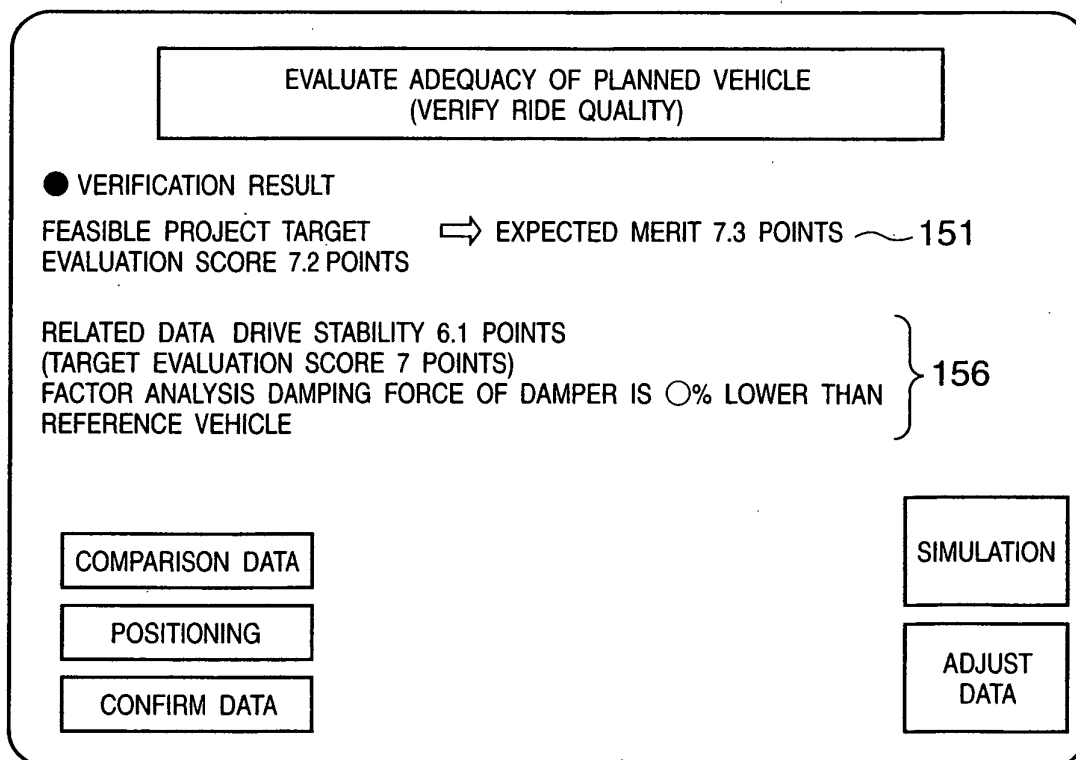 EVALUATE ADEQUACY OF PLANNED VEHICLE
(VERIFY RIDE QUALITY)
● VERIFICATION RESULT
FEASIBLE PROJECT TARGET ⇨ EXPECTED MERIT 7.3 POINTS 151
EVALUATION SCORE 7.2 POINTS
RELATED DATA DRIVE STABILITY 6.1 POINTS
(TARGET EVALUATION SCORE 7 POINTS)
156
FACTOR ANALYSIS DAMPING FORCE OF DAMPER IS ○% LOWER THAN
REFERENCE VEHICLE
COMPARISON DATA
POSITIONING
CONFIRM DATA
SIMULATION
ADJUST
DATA